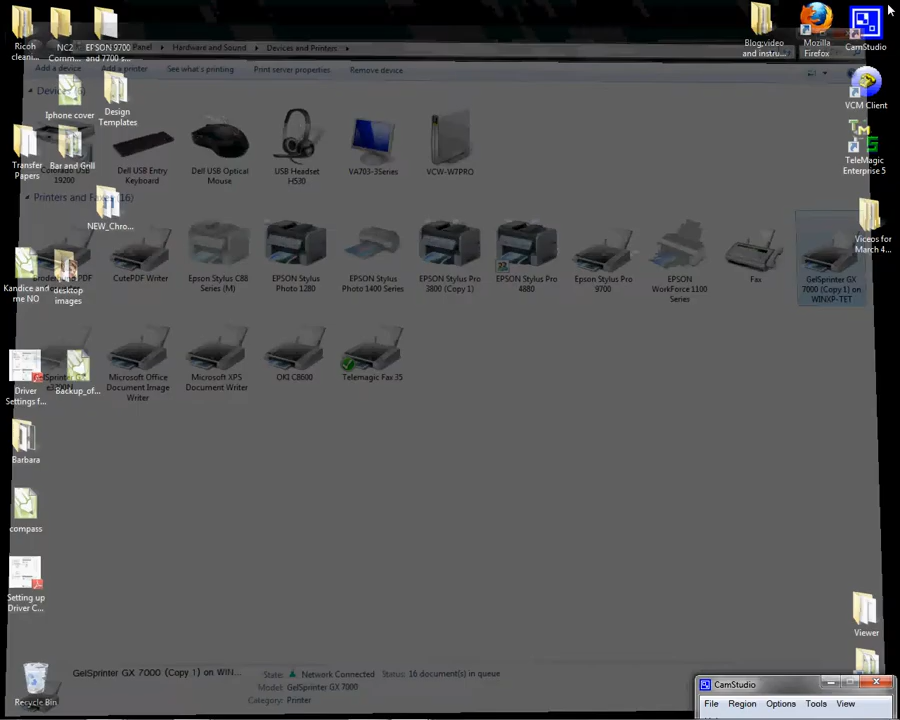 Ricoh
cleani...
NC2
Comm...
EPSON 9700
and 7700 s...
Panel
Hardware and Sound
Devices and Printers
Blog;video
and instru...
Mozilla
Firefox
CamStudio
Add a device
Add a printer
See what's printing
Print server properties
Remove device
Iphone cover
Design
Templates
VCM Client
USB
19200
Dell USB Entry
Keyboard
Dell USB Optical
Mouse
USB Headset
H530
VA703-3Series
VCW-W7PRO
TeleMagic
Enterprise 5
Transfer
Papers
Bar and Grill
Printers and Faxes (16)
NEW_Chro...
Viceos for
March 4...
Kandice and
me NO
desktop
images
PDF
CutePDF Writer
Epson Stylus C88
Series (M)
EPSON Stylus
Photo 1280
EPSON Stylus
Photo 1400 Series
EPSON Stylus Pro
3800 (Copy 1)
EPSON Stylus Pro
4880
Epson Stylus Pro
9700
EPSON
WorkForce 1100
Series
Fax
GelSprinter GX
7000 (Copy 1) on
WINXP-TET
Driver
Settings f...
Backup_of...
Microsoft Office
Document Image
Writer
Microsoft XPS
Document Writer
OKI C8600
Telemagic Fax 35
Barbara
compass
Setting up
Driver C...
Viewer
Recycle Bin
GelSprinter GX 7000 (Copy 1) on WIN...
State: Network Connected
Status: 16 document(s) in queue
Model: GelSprinter GX 7000
Category: Printer
CamStudio
File Region Options Tools View